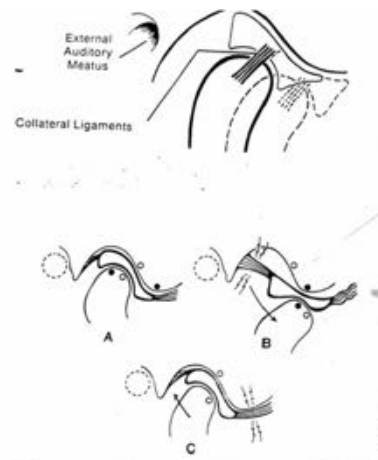 External
Auditory
Meatus
Collateral Ligaments
A
B
C